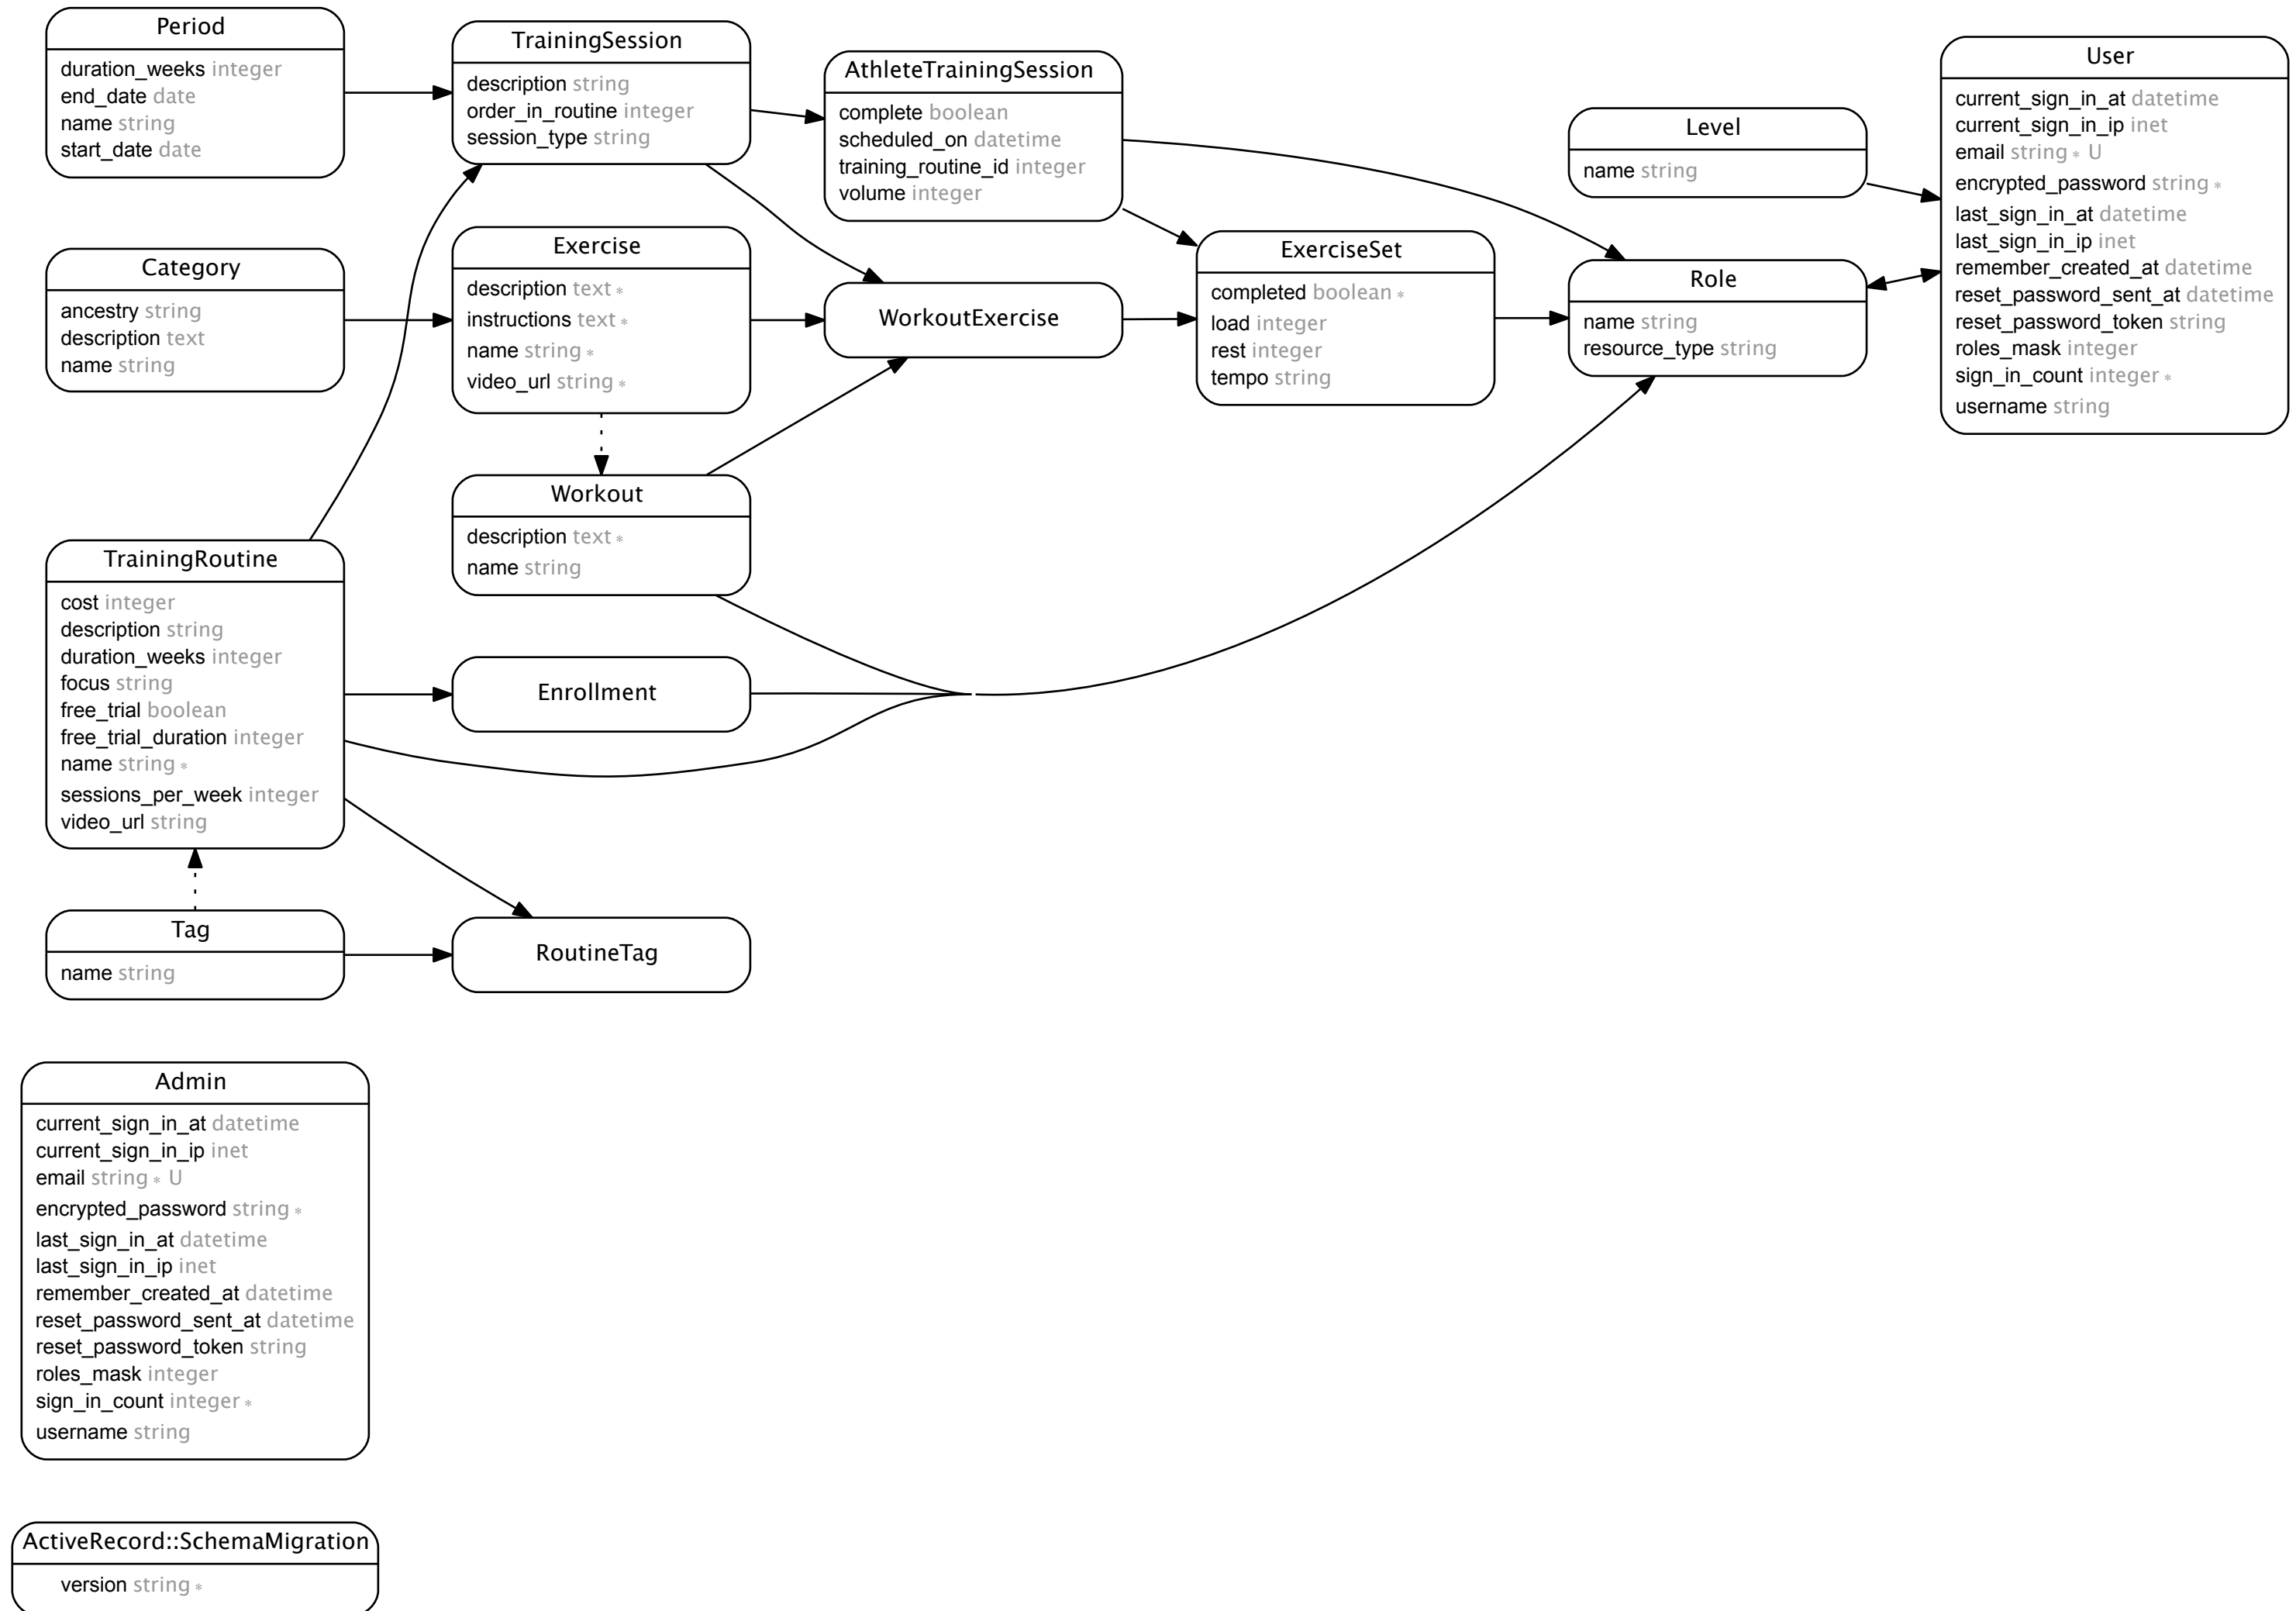 Period
duration_weeks integer
end_date date
name string
start_date date
TrainingSession
description string
order_in_routine integer
session_type string
AthleteTrainingSession
complete boolean
scheduled_on datetime
training_routine_id integer
volume integer
Level
name string
User
current_sign_in_at datetime
current_sign_in_ip inet
email string * U
encrypted_password string *
last_sign_in_at datetime
last_sign_in_ip inet
remember_created_at datetime
reset_password_sent_at datetime
reset_password_token string
roles_mask integer
sign_in_count integer *
username string
Category
ancestry string
description text
name string
Exercise
description text *
instructions text *
name string *
video_url string *
WorkoutExercise
ExerciseSet
completed boolean *
load integer
rest integer
tempo string
Role
name string
resource_type string
Workout
description text *
name string
TrainingRoutine
cost integer
description string
duration_weeks integer
focus string
free_trial boolean
free_trial_duration integer
name string *
sessions_per_week integer
video_url string
Enrollment
Tag
name string
RoutineTag
Admin
current_sign_in_at datetime
current_sign_in_ip inet
email string * U
encrypted_password string *
last_sign_in_at datetime
last_sign_in_ip inet
remember_created_at datetime
reset_password_sent_at datetime
reset_password_token string
roles_mask integer
sign_in_count integer *
username string
ActiveRecord::SchemaMigration
version string *